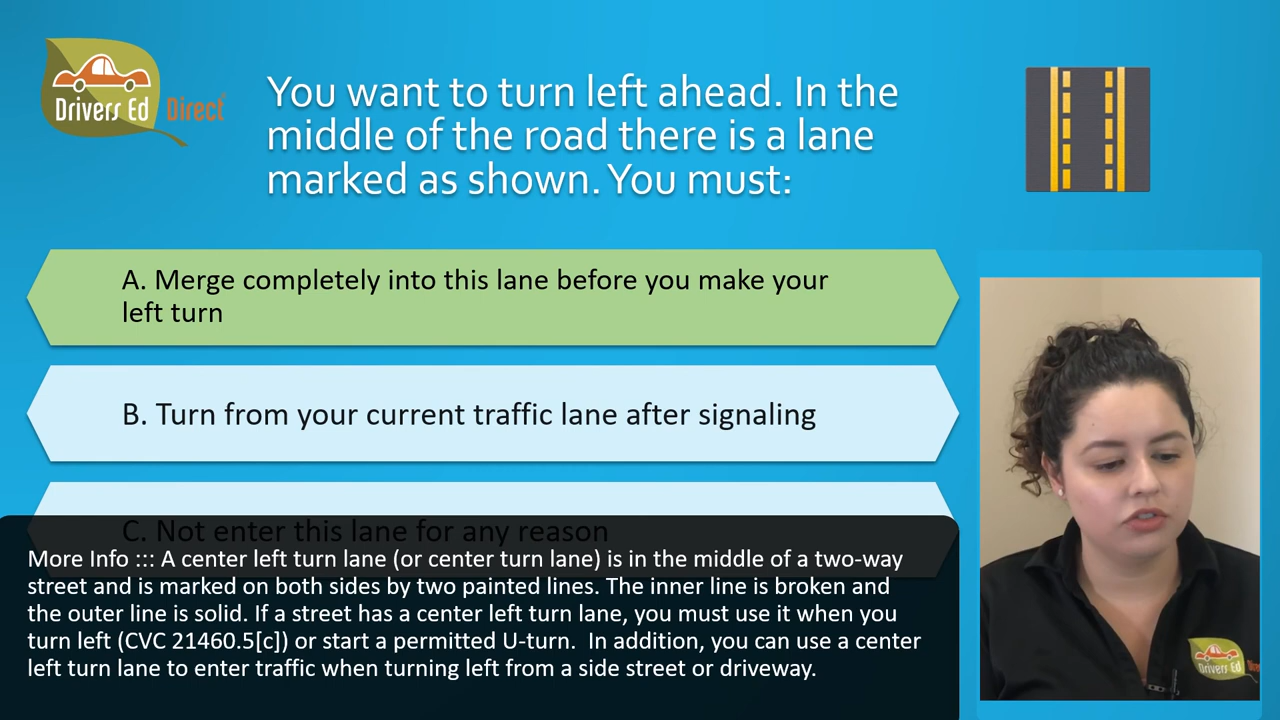 Drivers Ed Direct
You want to turn left ahead. In the
middle of the road there is a lane
marked as shown. You must:
A. Merge completely into this lane before you make your
left turn
B. Turn from your current traffic lane after signaling
C. Not enter this lane for any reason
More Info ::: A center left turn lane (or center turn lane) is in the middle of a two-way
street and is marked on both sides by two painted lines. The inner line is broken and
the outer line is solid. If a street has a center left turn lane, you must use it when you
turn left (CVC 21460.5[c]) or start a permitted U-turn.  In addition, you can use a center
left turn lane to enter traffic when turning left from a side street or driveway.
Drivers Ed Direct